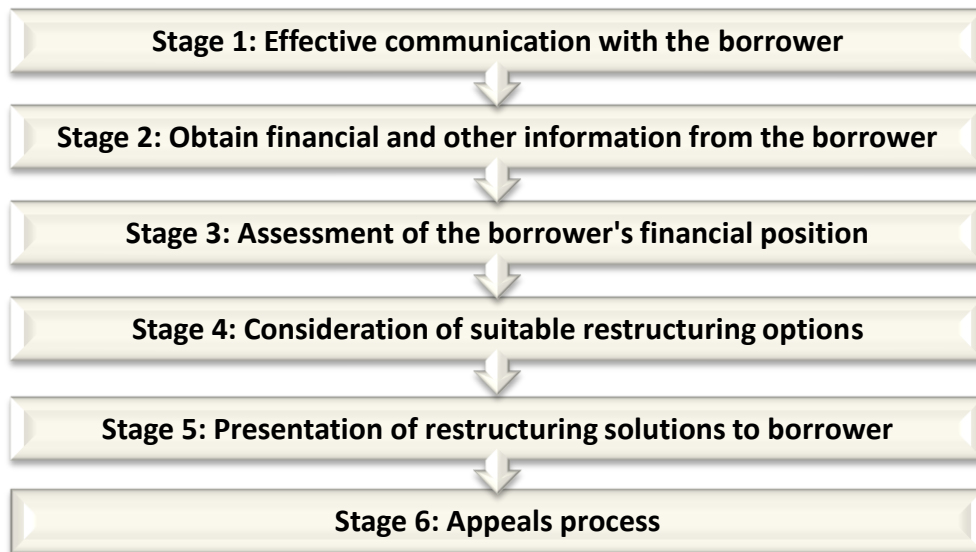 Stage 1: Effective communication with the borrower
Stage 2: Obtain financial and other information from the borrower
Stage 3: Assessment of the borrower's financial position
Stage 4: Consideration of suitable restructuring options
Stage 5: Presentation of restructuring solutions to borrower
Stage 6: Appeals process